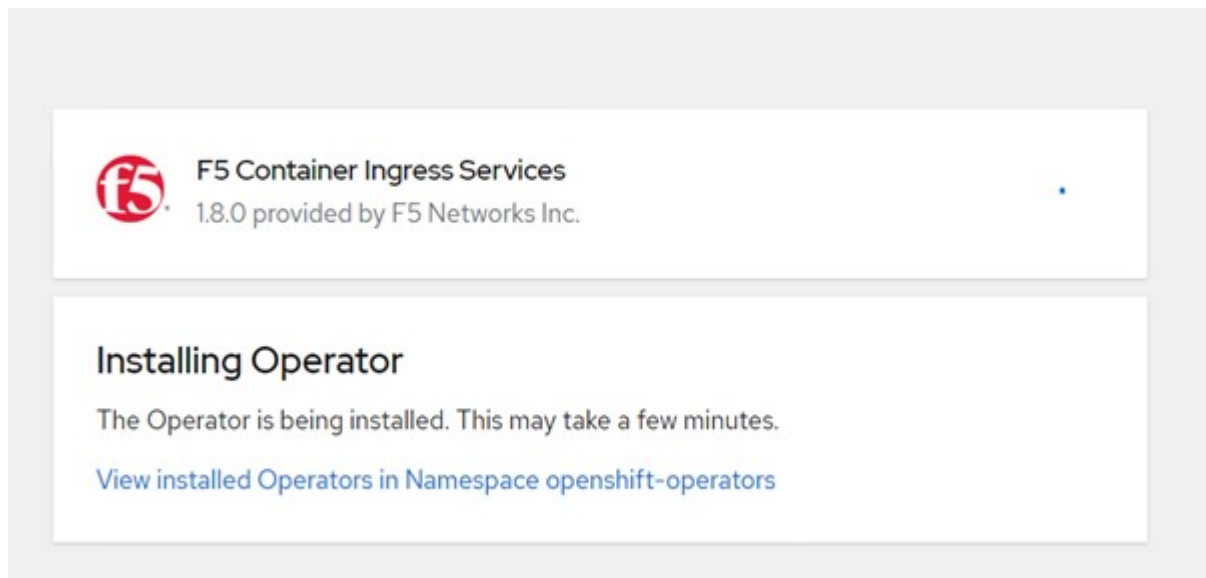 f5
F5 Container Ingress Services
1.8.0 provided by F5 Networks Inc.
Installing Operator
The Operator is being installed. This may take a few minutes.
View installed Operators in Namespace openshift-operators